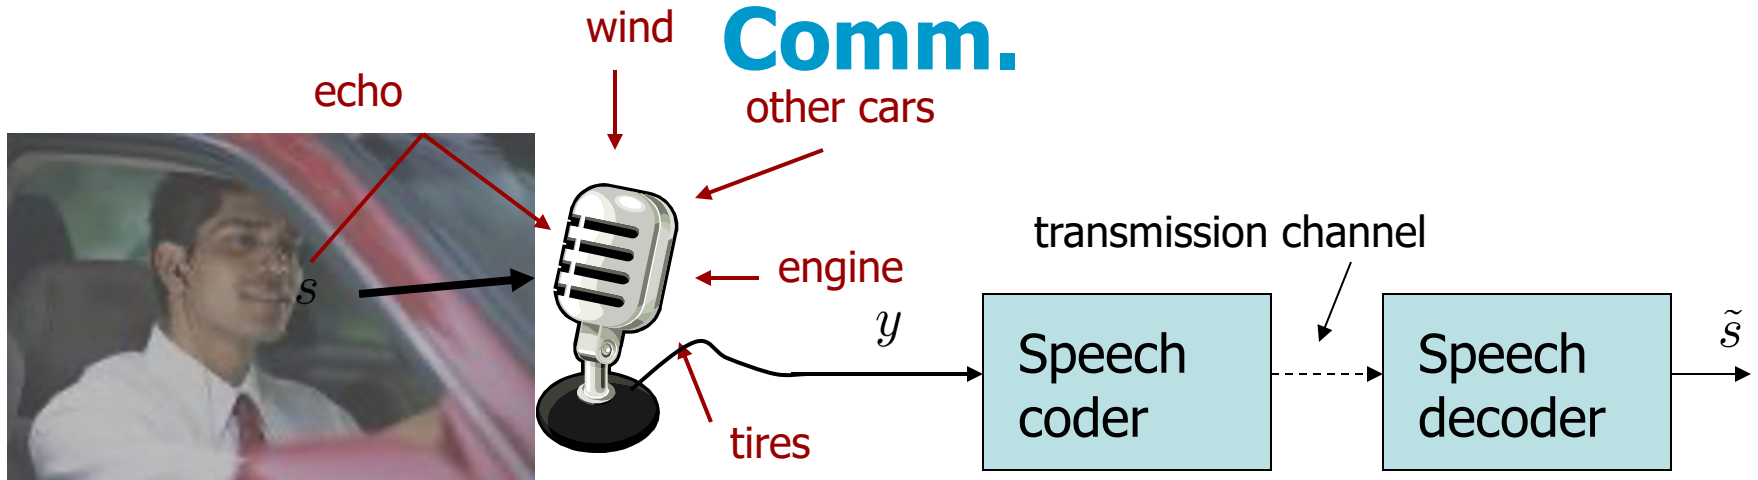 wind
Comm.
echo
other cars
transmission channel
s
engine
y
s̃
Speech
coder
Speech
decoder
tires